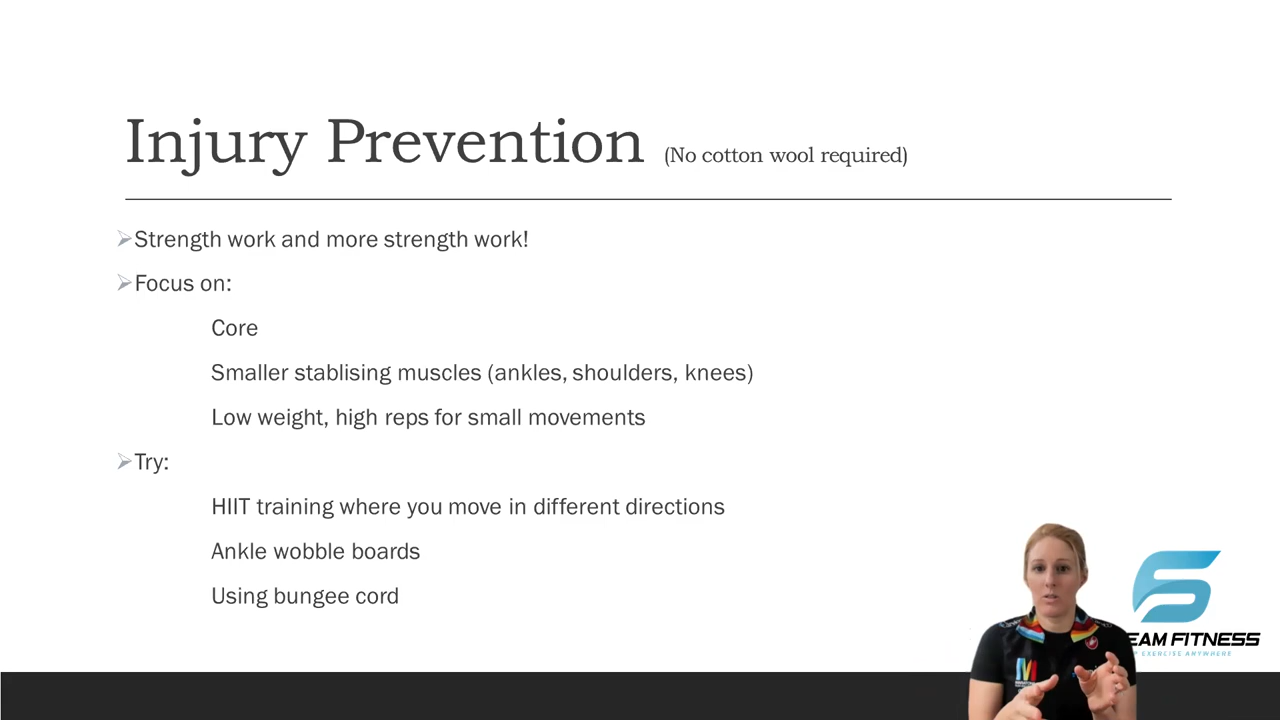 Injury Prevention (No cotton wool required)
Strength work and more strength work!
Focus on:
Core
Smaller stablising muscles (ankles, shoulders, knees)
Low weight, high reps for small movements
Try:
HIIT training where you move in different directions
Ankle wobble boards
Using bungee cord
FITNESS
EXERCISE ANYWHERE